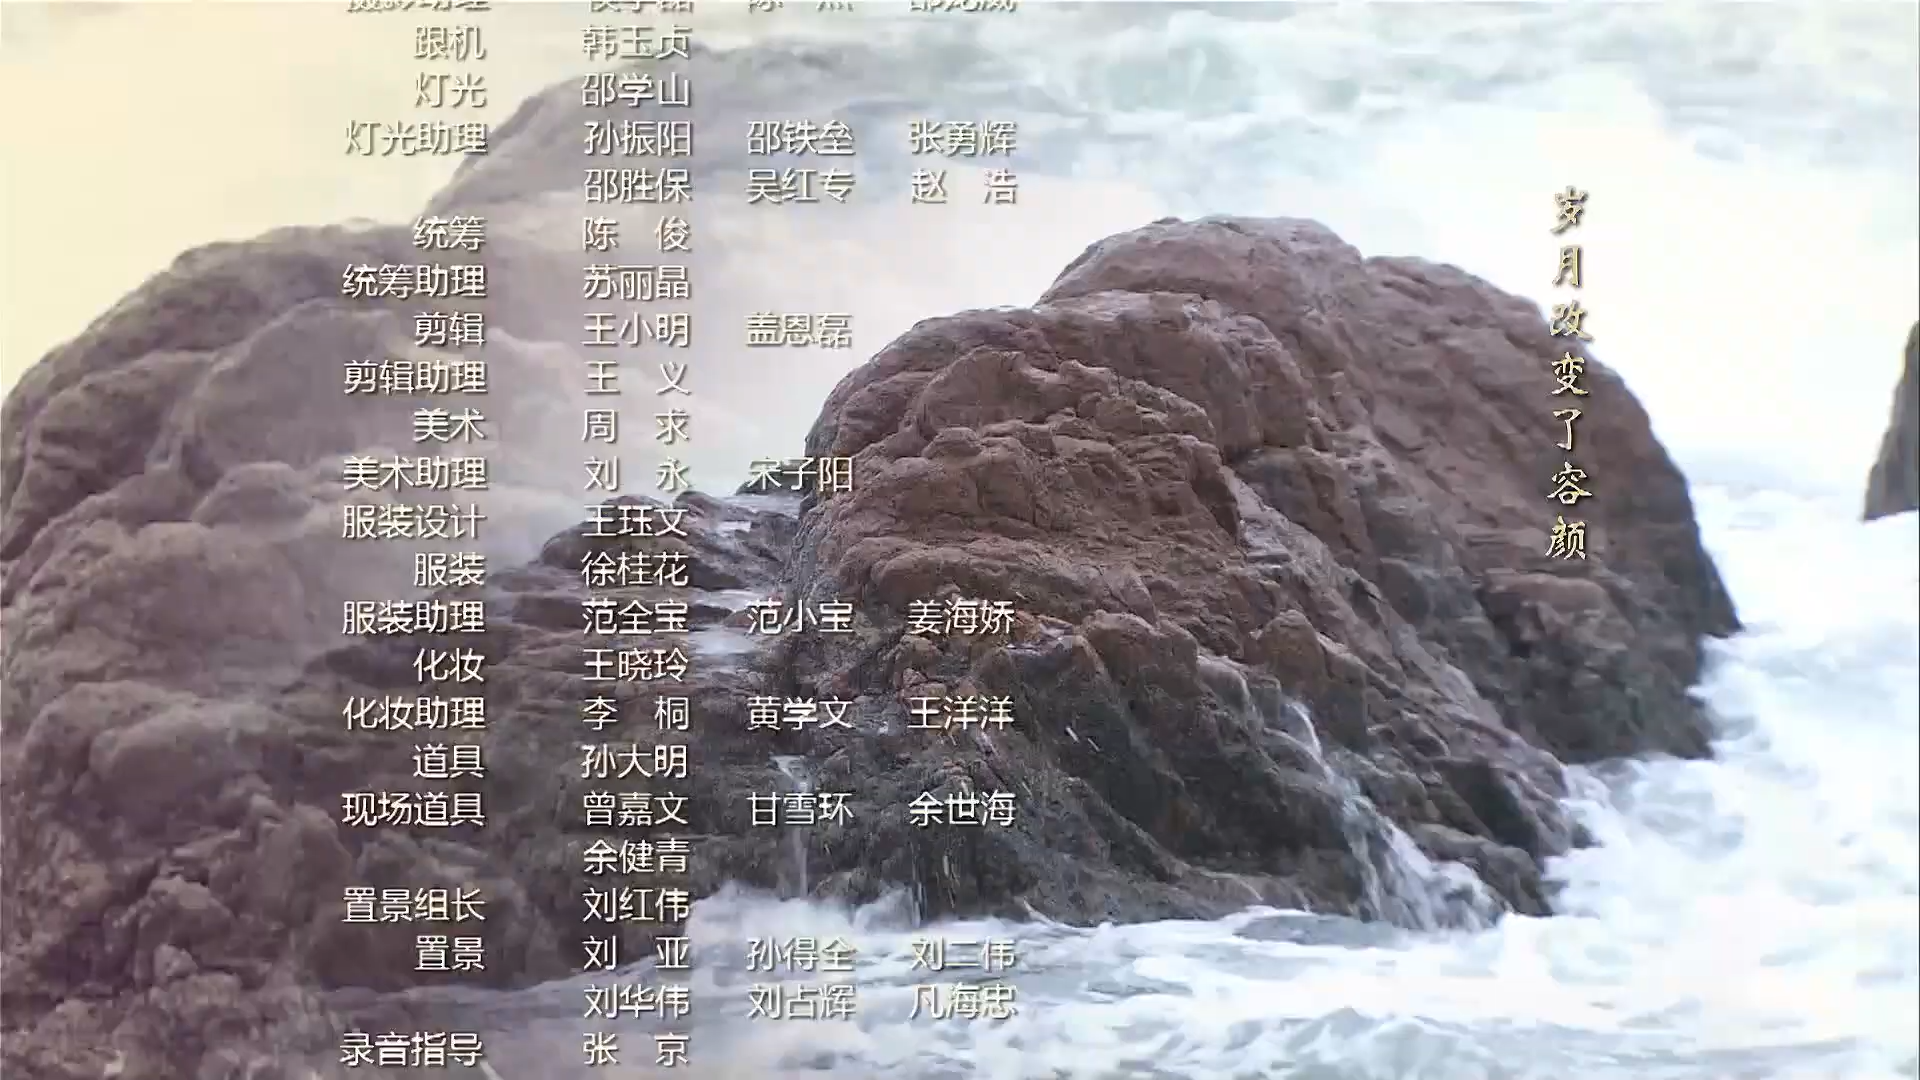 跟机 韩玉贞
灯光 邵学山
灯光助理 孙振阳 邵铁垒 张勇辉
邵胜保 吴红专 赵 浩
统筹 陈 俊
统筹助理 苏丽晶
剪辑 王小明 盖恩磊
剪辑助理 王 义
美术 周 求
美术助理 刘 永 宋子阳
服装设计 王珏文
服装 徐桂花
服装助理 范全宝 范小宝 姜海娇
化妆 王晓玲
化妆助理 李 桐 黄学文 王洋洋
道具 孙大明
现场道具 曾嘉文 甘雪环 余世海
余健青
置景组长 刘红伟
置景 刘 亚 孙得全 刘二伟
刘华伟 刘占辉 凡海忠
录音指导 张 京
岁月改变了容颜